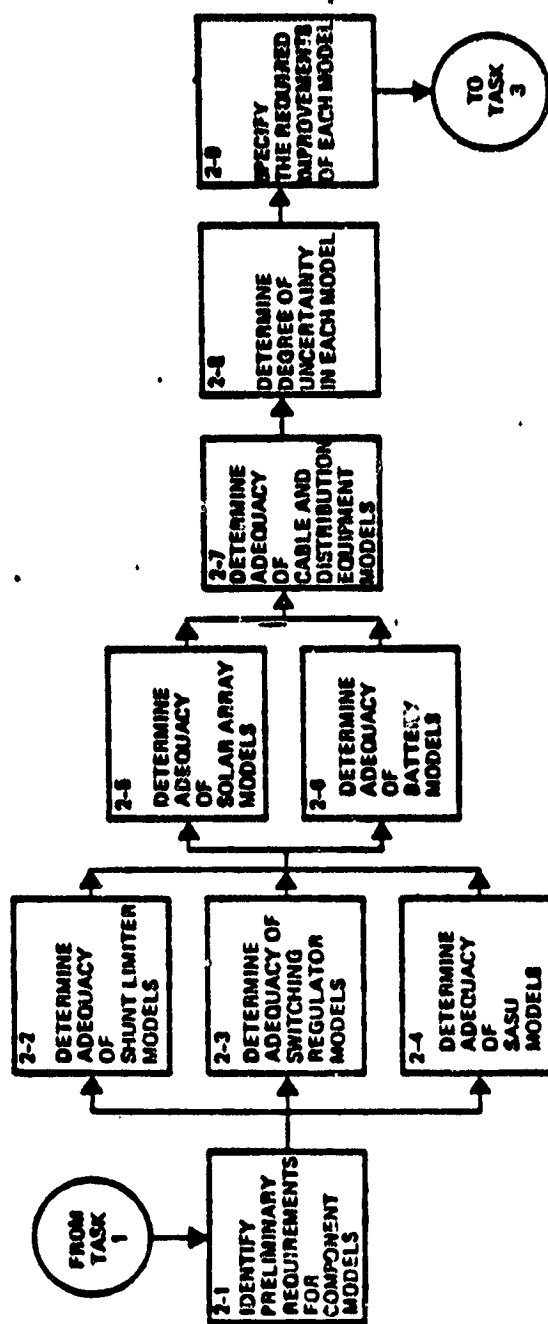 FROM
TASK
1
2-1
IDENTIFY
PRELIMINARY
REQUIREMENTS
FOR
COMPONENT
MODELS
2-2
DETERMINE
ADEQUACY
OF
SHUNT LIMITER
MODELS
2-3
DETERMINE
ADEQUACY OF
SWITCHING
REGULATOR
MODELS
2-4
DETERMINE
ADEQUACY
OF
SASU
MODELS
2-5
DETERMINE
ADEQUACY
OF
SOLAR ARRAY
MODELS
2-6
DETERMINE
ADEQUACY
OF
BATTERY
MODELS
2-7
DETERMINE
ADEQUACY
OF
CABLE AND
DISTRIBUTION
EQUIPMENT
MODELS
2-8
DETERMINE
DEGREE OF
UNCERTAINTY
IN EACH MODEL
2-9
SPECIFY
THE REQUIRED
IMPROVEMENTS
OF EACH MODEL
TO
TASK
3